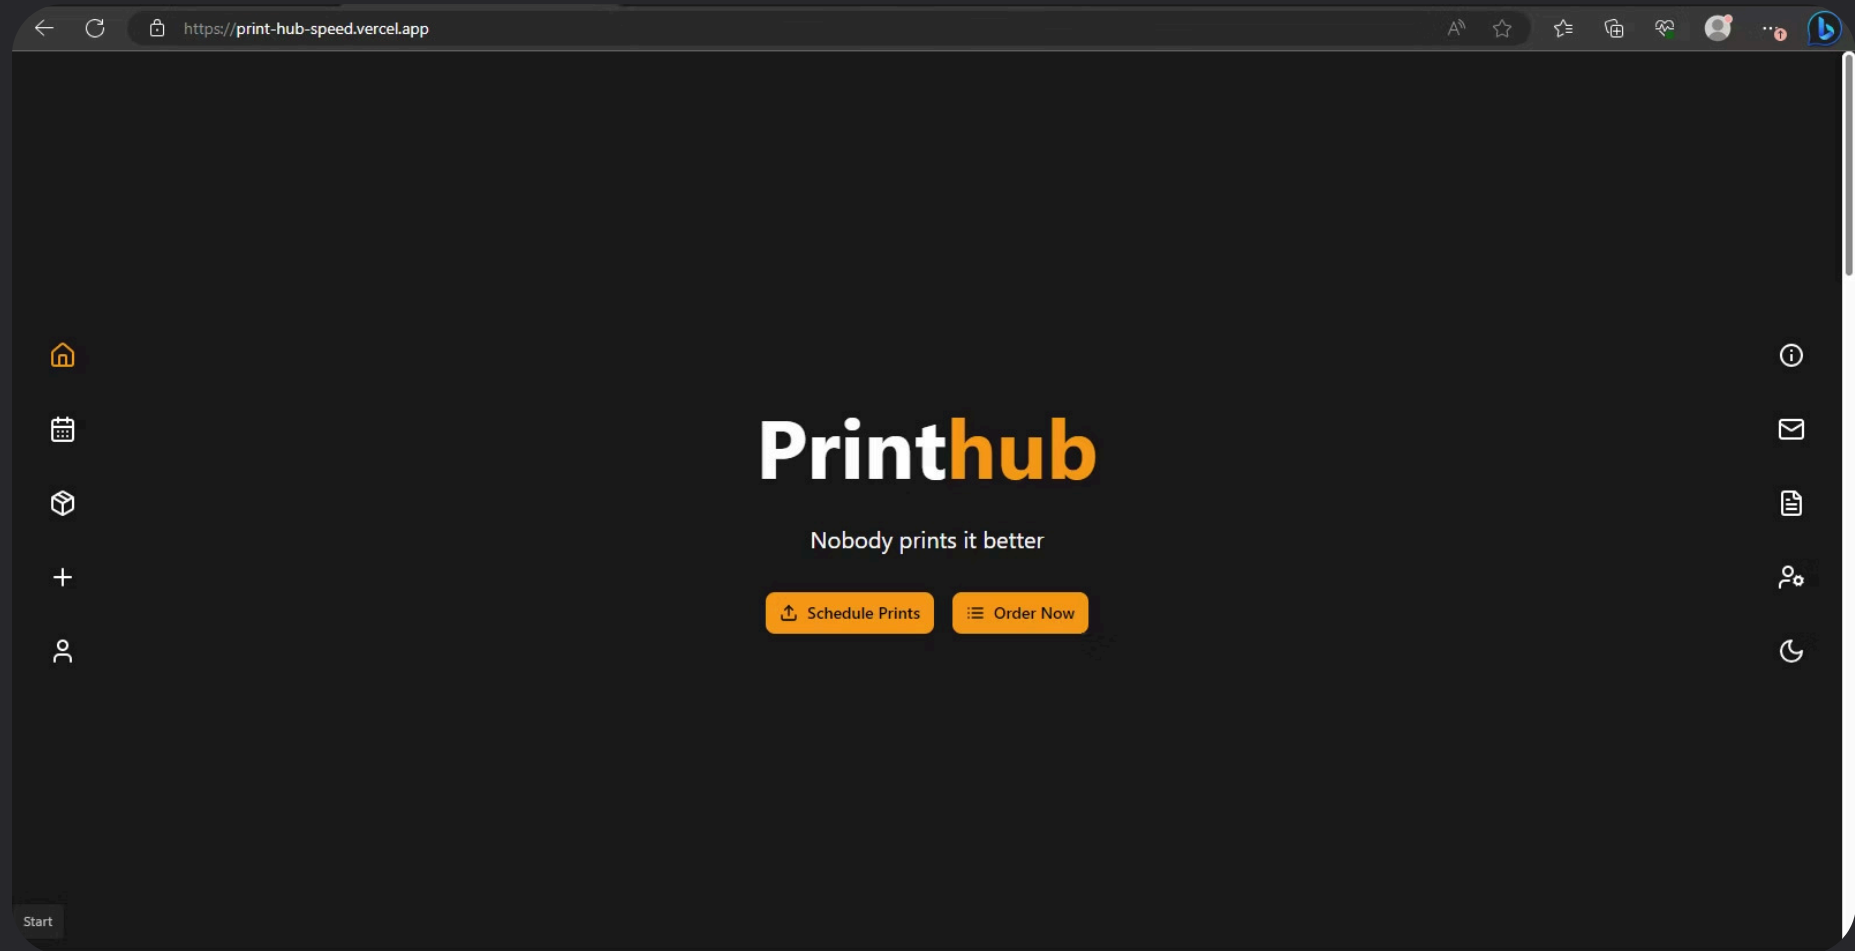 https://print-hub-speed.vercel.app
Printhub
Nobody prints it better
Schedule Prints
Order Now
Start